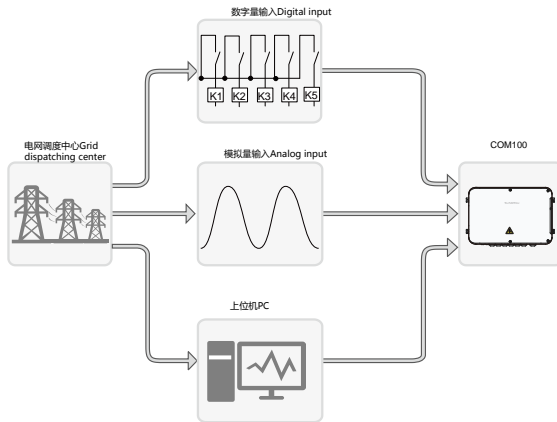 数字量输入Digital input
K1 K2 K3 K4 K5
电网调度中心Grid
dispatching center
模拟量输入Analog input
COM100
上位机PC